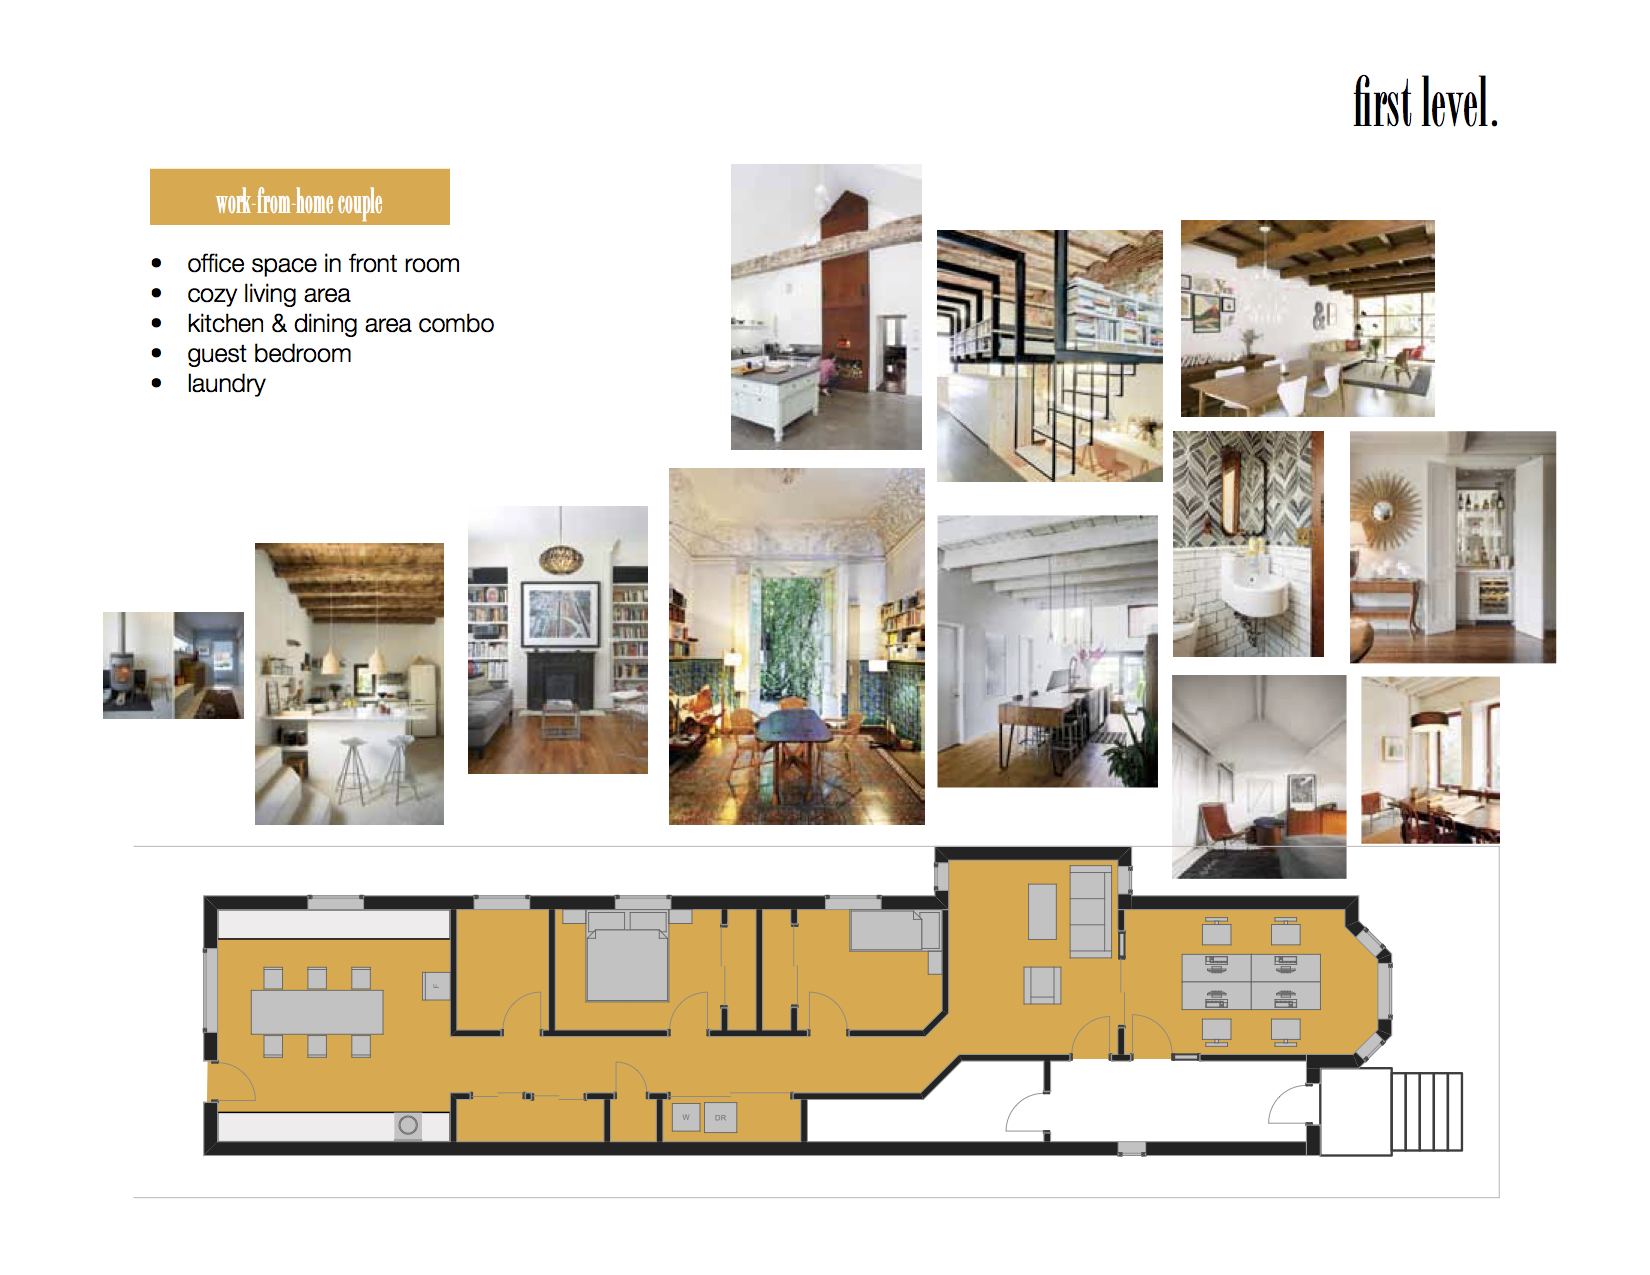 first level.
work-from-home couple
• office space in front room
• cozy living area
• kitchen & dining area combo
• guest bedroom
• laundry
&
F
W
DR